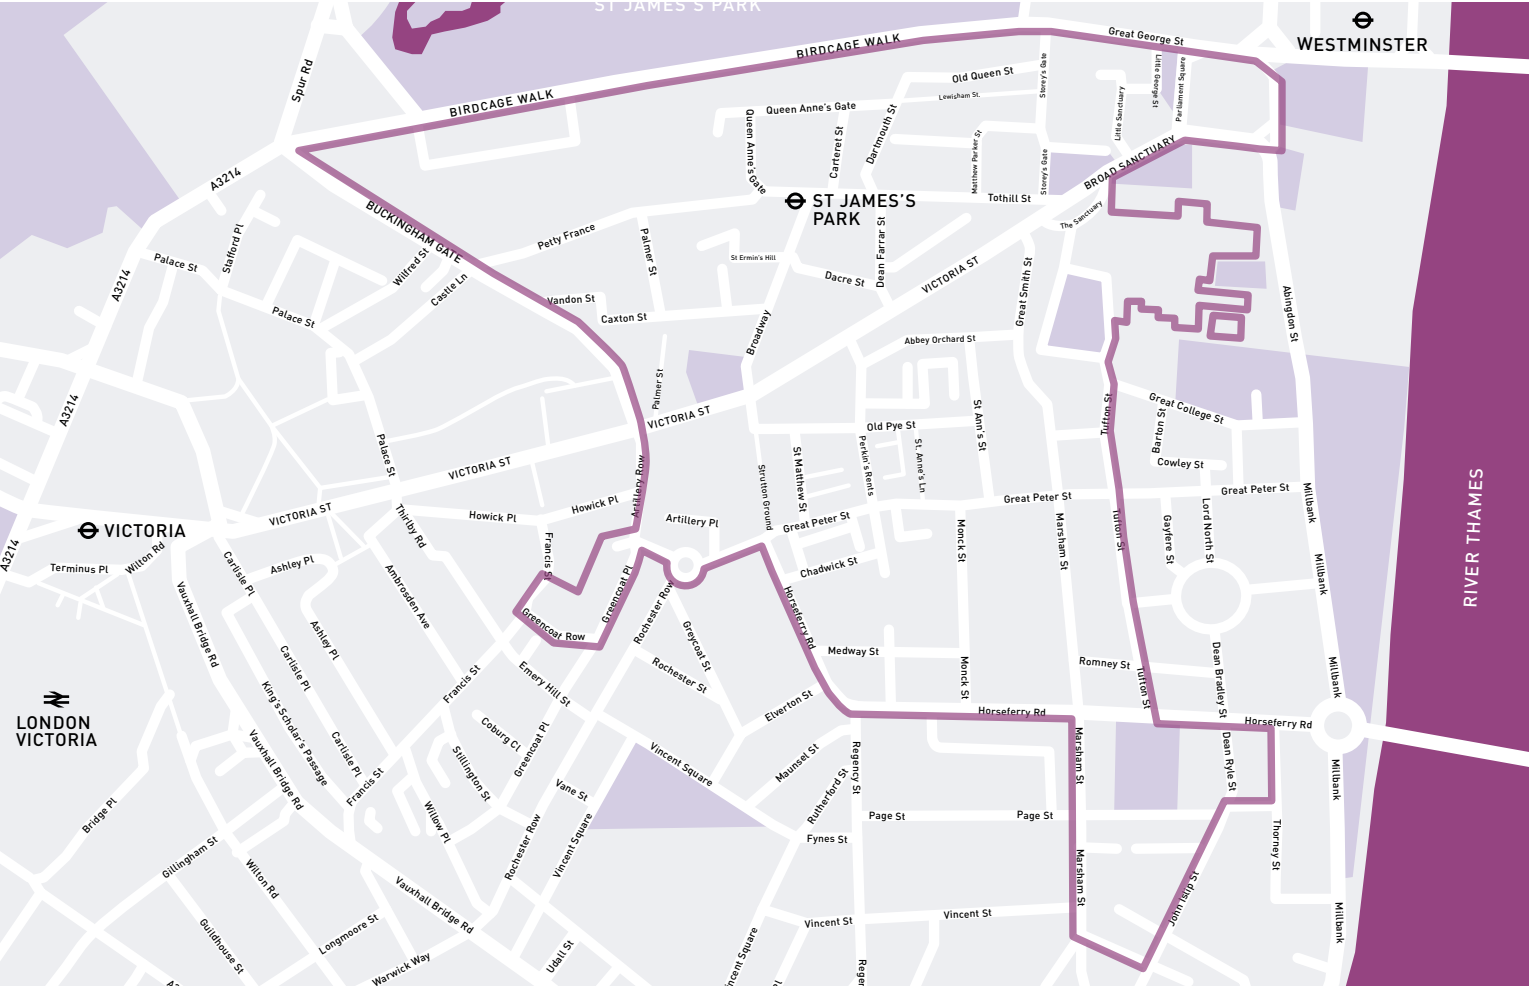 ST JAMES'S PARK
WESTMINSTER
Great George St
BIRDCAGE WALK
Spur Rd
BIRDCAGE WALK
Old Queen St
Storey's Gate
Little George St
Parliament Square
Lewisham St.
Little Sanctuary
Queen Anne's Gate
Queen Anne's Gate
Carteret St
Dartmouth St
Matthew Parker St
Storey's Gate
BROAD SANCTUARY
A3214
ST JAMES'S
PARK
Tothill St
The Sanctuary
BUCKINGHAM GATE
Stafford Pl
Petty France
Palmer St
Dean Farrar St
Palace St
Wilfred St
Castle Ln
St Ermin's Hill
Dacre St
VICTORIA ST
Great Smith St
A3214
Vandon St
Caxton St
Palace St
Broadway
Abbey Orchard St
Abingdon St
A3214
Palmer St
VICTORIA ST
Old Pye St
St Ann's St
Tufton St
Great College St
Barton St
Cowley St
Palace St
VICTORIA ST
Artillery Row
Strutton Ground
St Matthew St
Perkin's Rents
St. Anne's Ln
Great Peter St
Great Peter St
Millbank
RIVER THAMES
VICTORIA
VICTORIA ST
Thirlby Rd
Howick Pl
Howick Pl
Artillery Pl
Great Peter St
Monck St
Marsham St
Tufton St
Gayfere St
Lord North St
A3214
Terminus Pl
Wilton Rd
Carlisle Pl
Ashley Pl
Francis St
Chadwick St
Millbank
Vauxhall Bridge Rd
Ambrosden Ave
Greencoat Pl
Greencoat Row
Rochester Row
Horseferry Rd
Ashley Pl
Greycoat St
Medway St
Monck St
Romney St
Tufton St
Dean Bradley St
Millbank
Carlisle Pl
Francis St
Emery Hill St
Rochester St
Elverton St
King's Scholar's Passage
LONDON
VICTORIA
Horseferry Rd
Horseferry Rd
Coburg Cl
Greencoat Pl
Vauxhall Bridge Rd
Carlisle Pl
Francis St
Stillington St
Vincent Square
Maunsel St
Regency St
Marsham St
Dean Ryle St
Millbank
Vane St
Rutherford St
Bridge Pl
Willow Pl
Rochester Row
Vincent Square
Fynes St
Page St
Page St
Thorney St
Gillingham St
Wilton Rd
Vauxhall Bridge Rd
Marsham St
John Islip St
Guildhouse St
Longmoore St
Warwick Way
Udall St
Vincent Square
Vincent St
Vincent St
Millbank
Regen